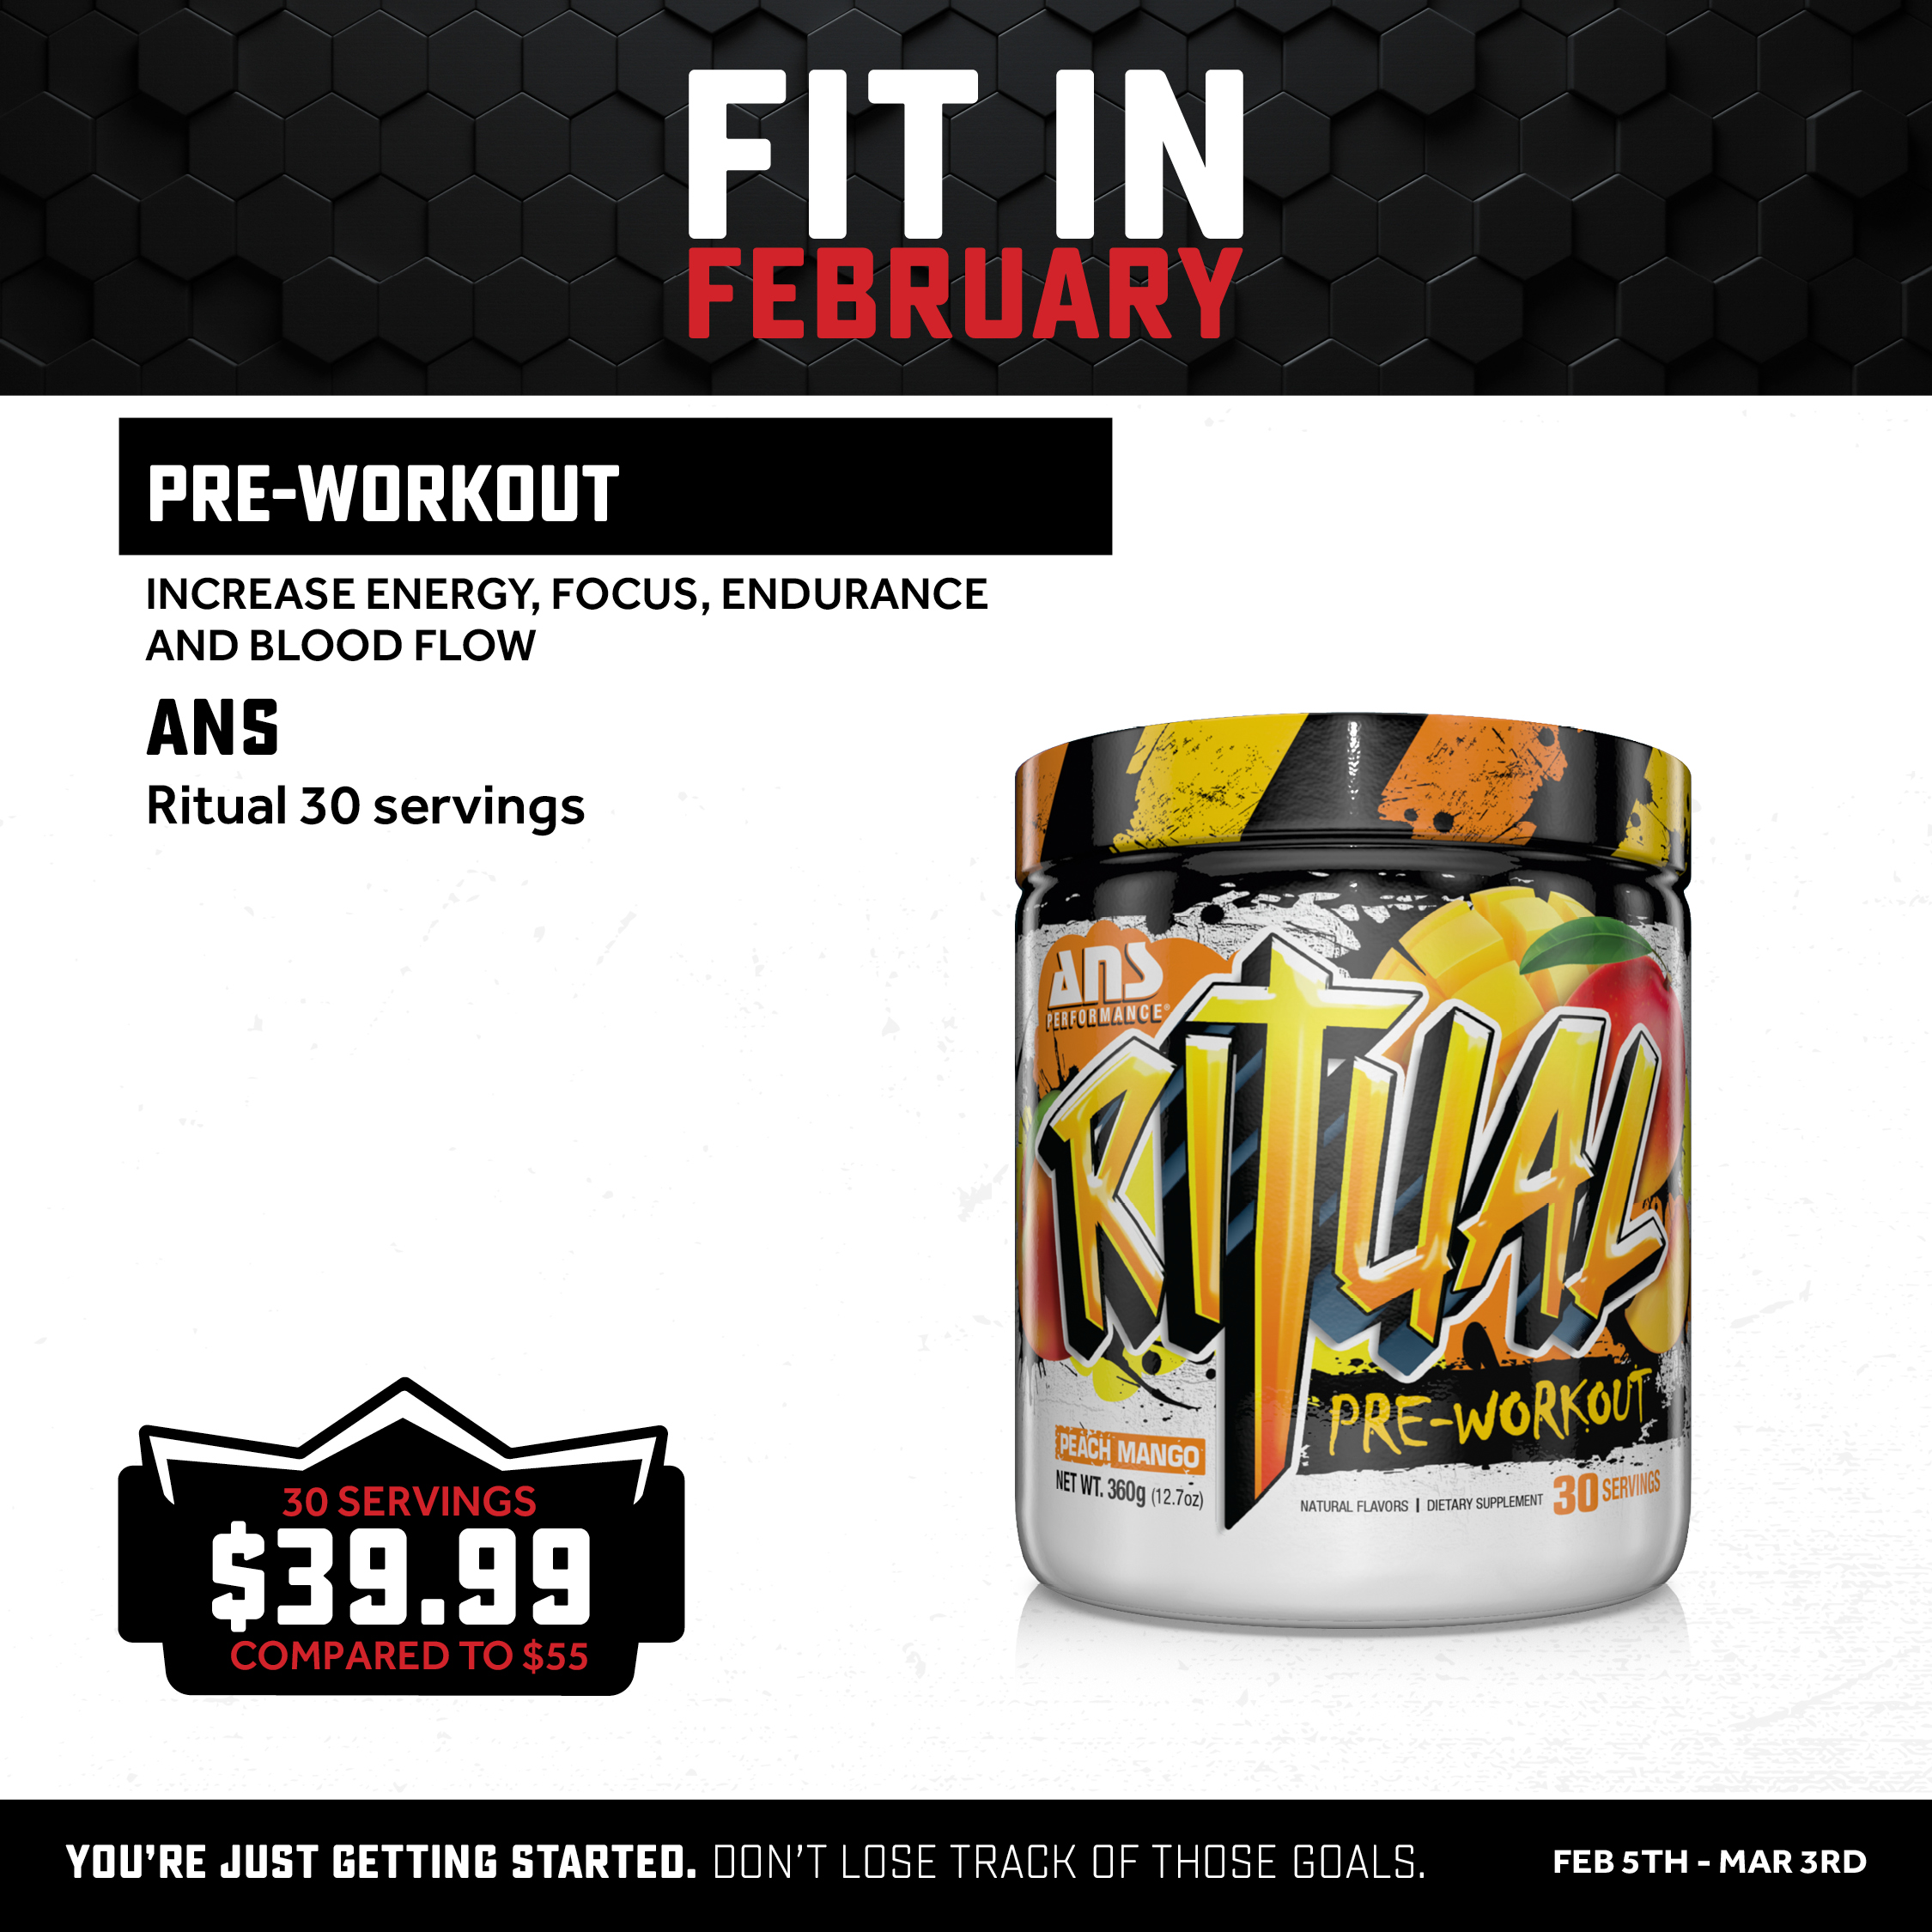 FIT IN
FEBRUARY
PRE-WORKOUT
INCREASE ENERGY, FOCUS, ENDURANCE
AND BLOOD FLOW
ANS
Ritual 30 servings
ANS
PERFORMANCE®
RITUAL
PRE-WORKOUT
PEACH MANGO
NET WT. 360g (12.7oz)
NATURAL FLAVORS | DIETARY SUPPLEMENT
30 SERVINGS
30 SERVINGS
$39.99
COMPARED TO $55
YOU'RE JUST GETTING STARTED. DON'T LOSE TRACK OF THOSE GOALS.
FEB 5TH - MAR 3RD